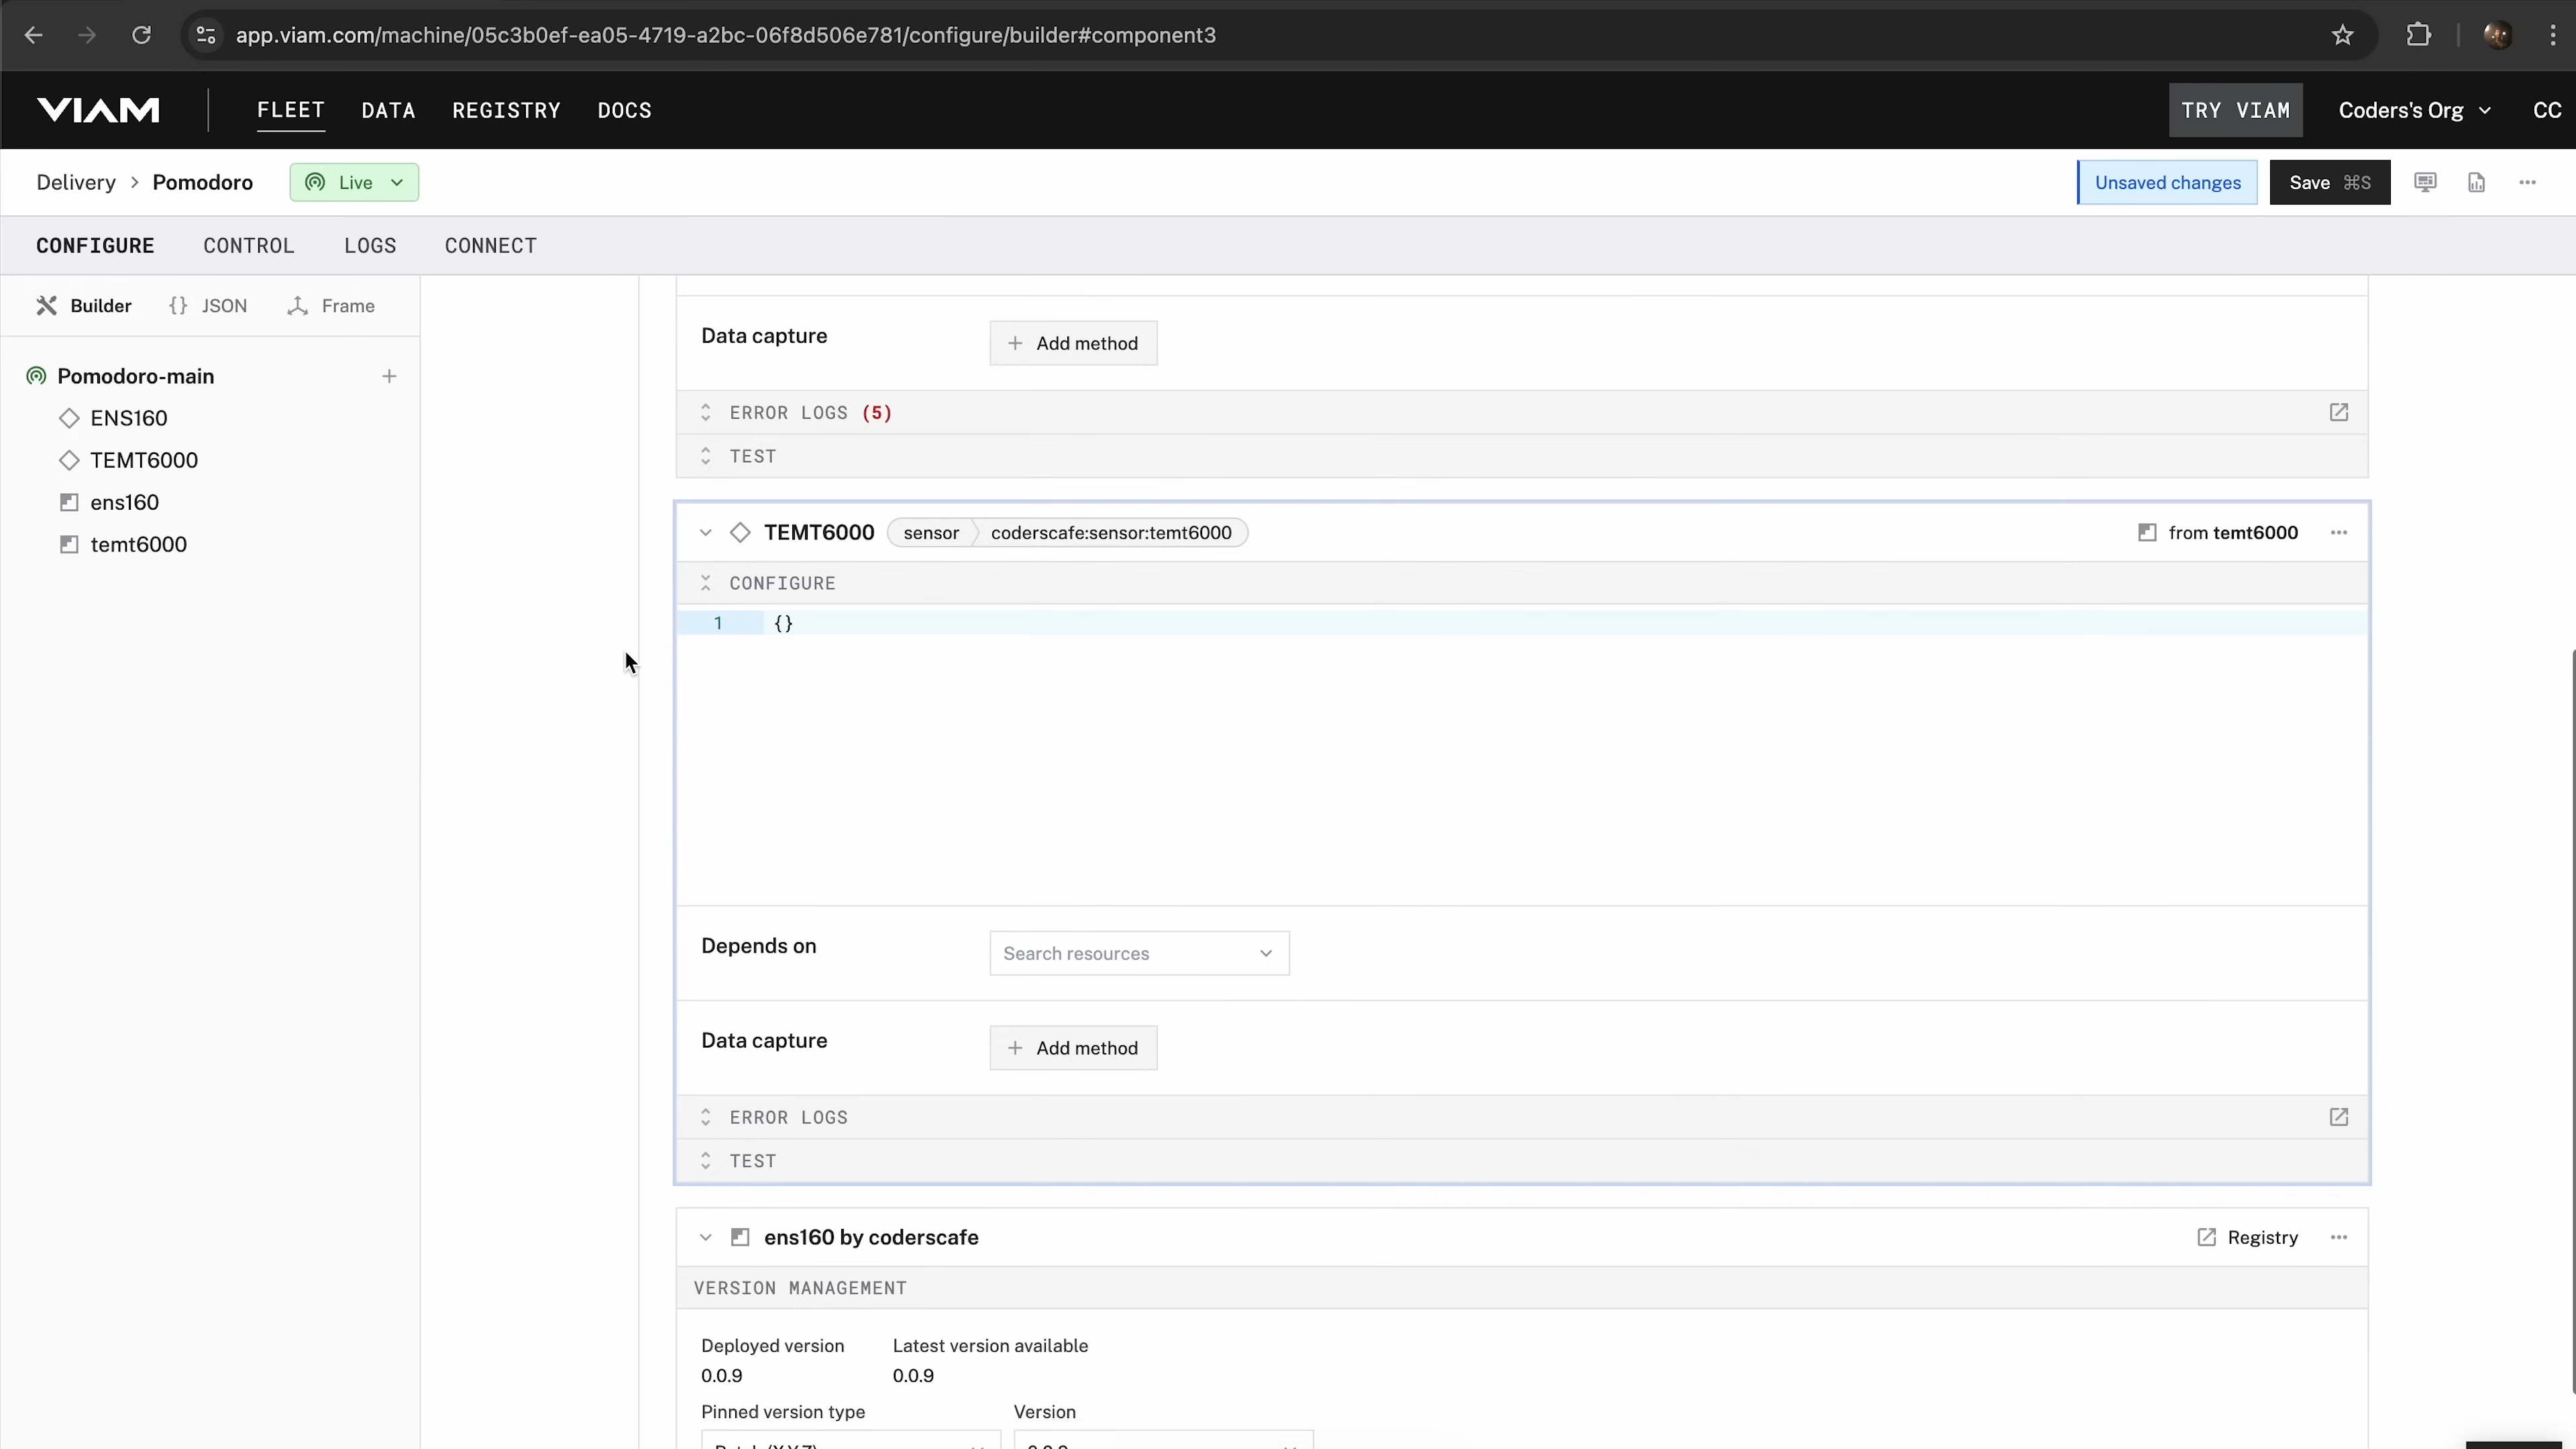 app.viam.com/machine/05c3b0ef-ea05-4719-a2bc-06f8d506e781/configure/builder#component3
VIAM FLEET DATA REGISTRY DOCS TRY VIAM Coders's Org CC
Delivery > Pomodoro Live Unsaved changes Save ⌘S
CONFIGURE CONTROL LOGS CONNECT
Builder {} JSON Frame
Pomodoro-main
ENS160
TEMT6000
ens160
temt6000
Data capture + Add method
ERROR LOGS (5)
TEST
TEMT6000 sensor coderscafe:sensor:temt6000 from temt6000
CONFIGURE
1 {}
Depends on Search resources
Data capture + Add method
ERROR LOGS
TEST
ens160 by coderscafe Registry
VERSION MANAGEMENT
Deployed version Latest version available
0.0.9 0.0.9
Pinned version type Version